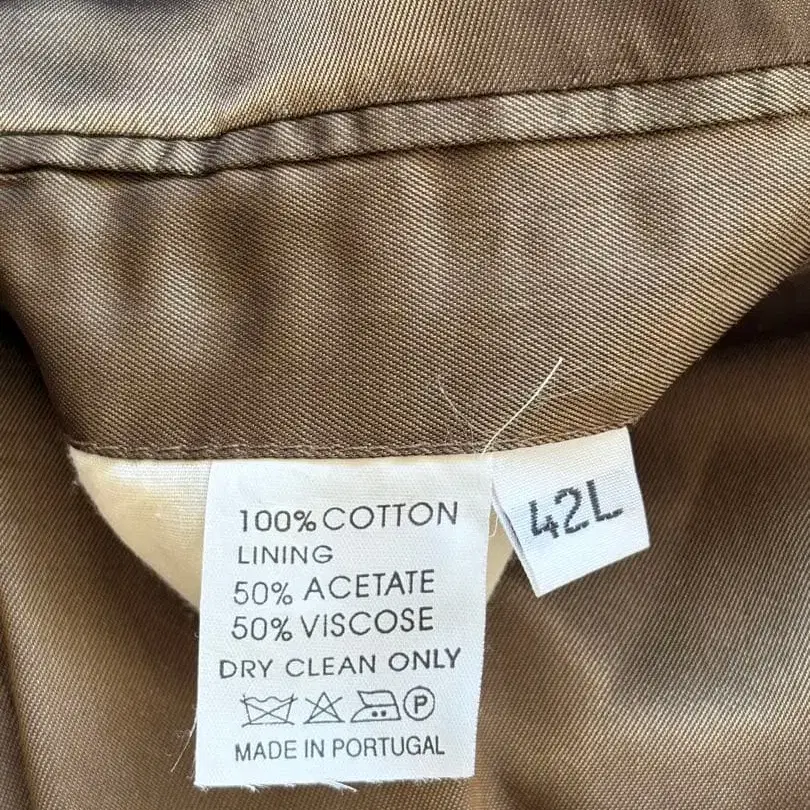 100% COTTON
LINING
50% ACETATE
50% VISCOSE
DRY CLEAN ONLY
P
MADE IN PORTUGAL
42L